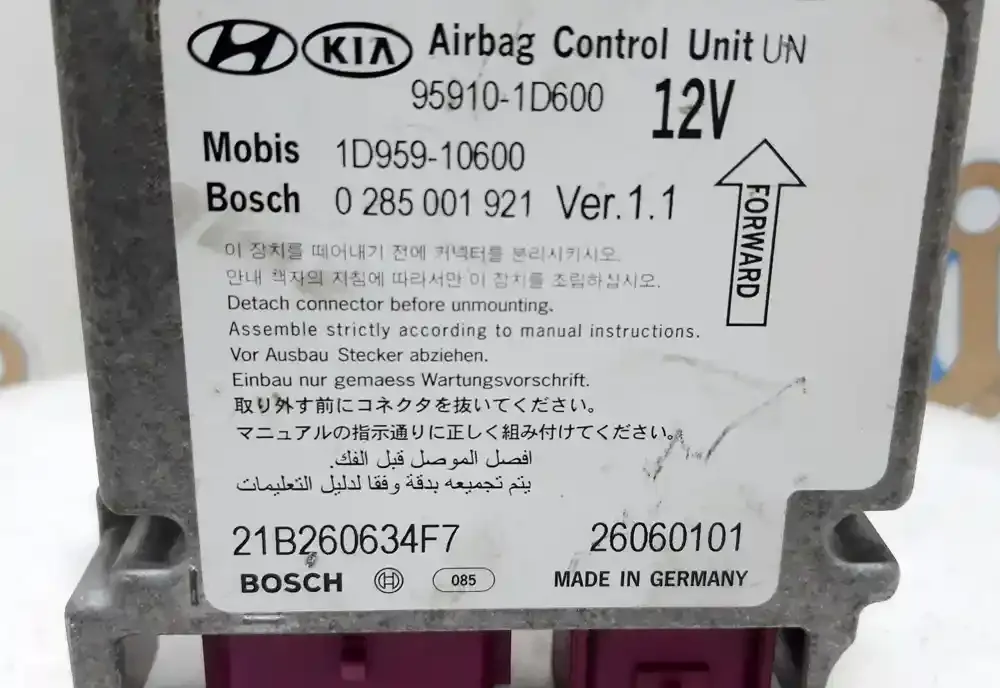 KIA Airbag Control Unit UN
95910-1D600 12V
Mobis 1D959-10600
Bosch 0 285 001 921 Ver.1.1
FORWARD
이 장치를 떼어내기 전에 커넥터를 분리시키시오.
안내 책자의 지침에 따라서만 이 장치를 조립하십시오.
Detach connector before unmounting.
Assemble strictly according to manual instructions.
Vor Ausbau Stecker abziehen.
Einbau nur gemaess Wartungsvorschrift.
取り外す前にコネクタを抜いてください。
マニュアルの指示通りに正しく組み付けてください。
افصل الموصل قبل الفك.
يتم تجميعه بدقة وفقا لدليل التعليمات
21B260634F7 26060101
BOSCH 085 MADE IN GERMANY